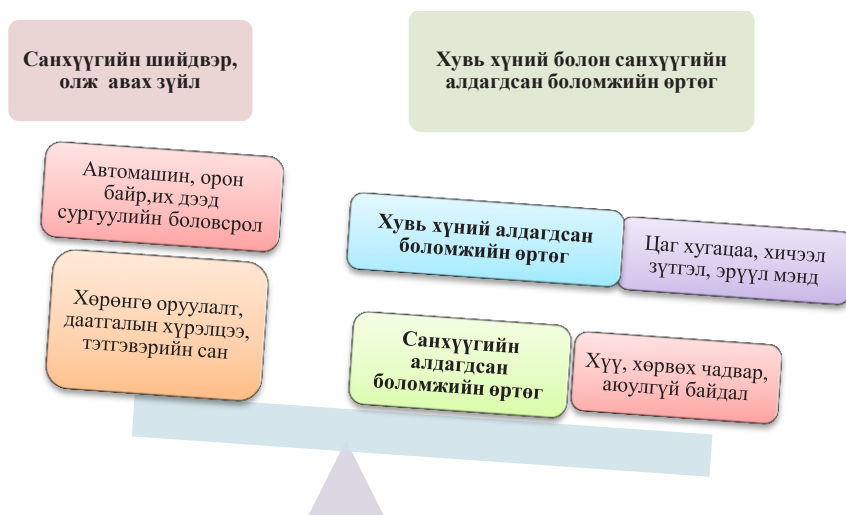 Санхүүгийн шийдвэр,
олж авах зүйл
Хувь хүний болон санхүүгийн
алдагдсан боломжийн өртөг
Автомашин, орон
байр,их дээд
сургуулийн боловсрол
Хөрөнгө оруулалт,
даатгалын хүрэлцээ,
тэтгэвэрийн сан
Хувь хүний алдагдсан
боломжийн өртөг
Цаг хугацаа, хичээл
зүтгэл, эрүүл мэнд
Санхүүгийн
алдагдсан
боломжийн өртөг
Хүү, хөрвөх чадвар,
аюулгүй байдал